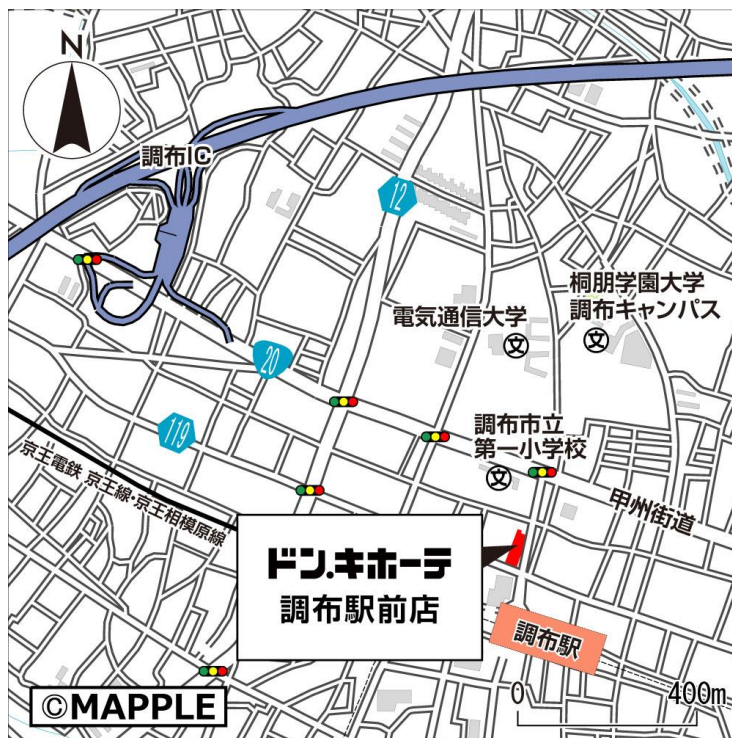 N
調布IC
12
桐朋学園大学
調布キャンパス
電気通信大学
文
文
20
119
調布市立
第一小学校
文
京王電鉄 京王線・京王相模原線
甲州街道
ドン.キホーテ
調布駅前店
調布駅
0 400m
©MAPPLE